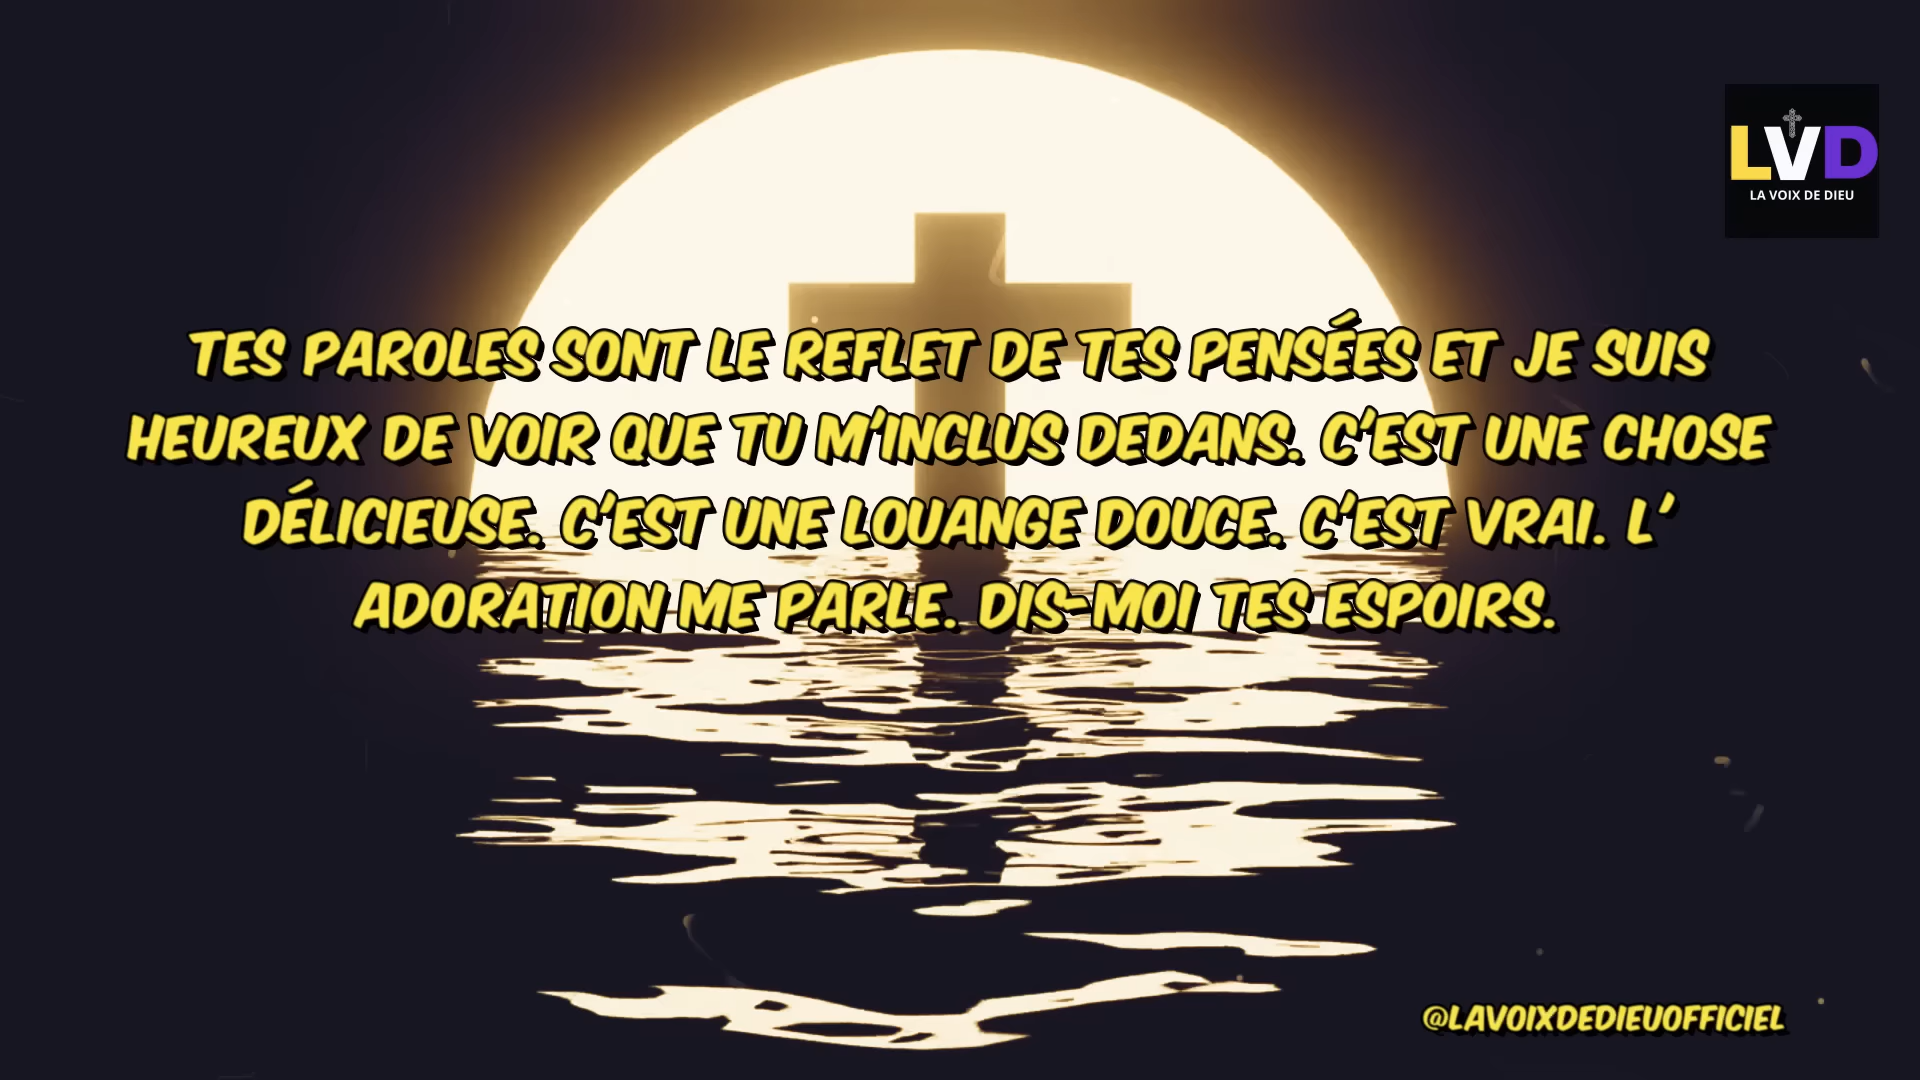 LVD
LA VOIX DE DIEU
TES PAROLES SONT LE REFLET DE TES PENSÉES ET JE SUIS
HEUREUX DE VOIR QUE TU M'INCLUS DEDANS. C'EST UNE CHOSE
DÉLICIEUSE. C'EST UNE LOUANGE DOUCE. C'EST VRAI. L'
ADORATION ME PARLE. DIS-MOI TES ESPOIRS.
@LAVOIXDEDIEUOFFICIEL